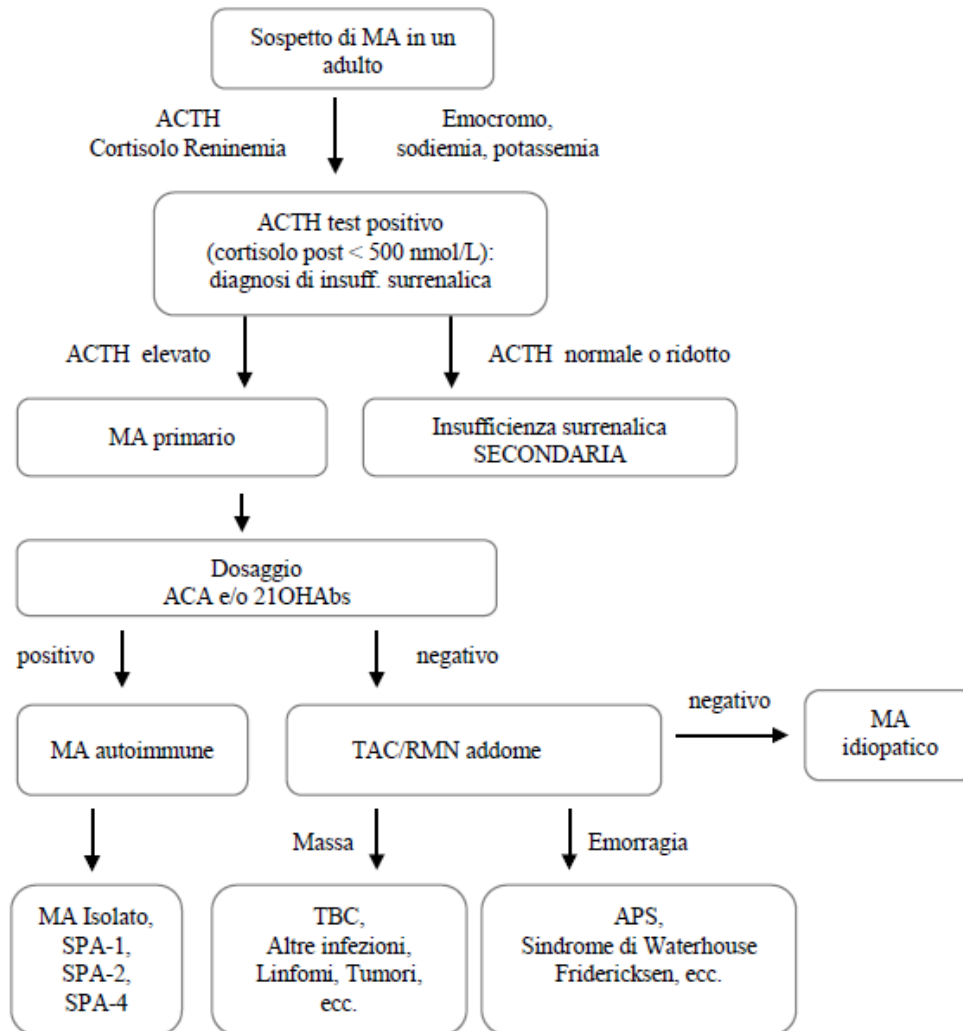 Sospetto di MA in un
adulto
ACTH
Cortisolo Reninemia
Emocromo,
sodiemia, potassemia
ACTH test positivo
(cortisolo post < 500 nmol/L):
diagnosi di insuff. surrenalica
ACTH elevato
ACTH normale o ridotto
MA primario
Insufficienza surrenalica
SECONDARIA
Dosaggio
ACA e/o 21OHAbs
positivo
negativo
negativo
MA autoimmune
TAC/RMN addome
MA
idiopatico
Massa
Emorragia
MA Isolato,
SPA-1,
SPA-2,
SPA-4
TBC,
Altre infezioni,
Linfomi, Tumori,
ecc.
APS,
Sindrome di Waterhouse
Fridericksen, ecc.